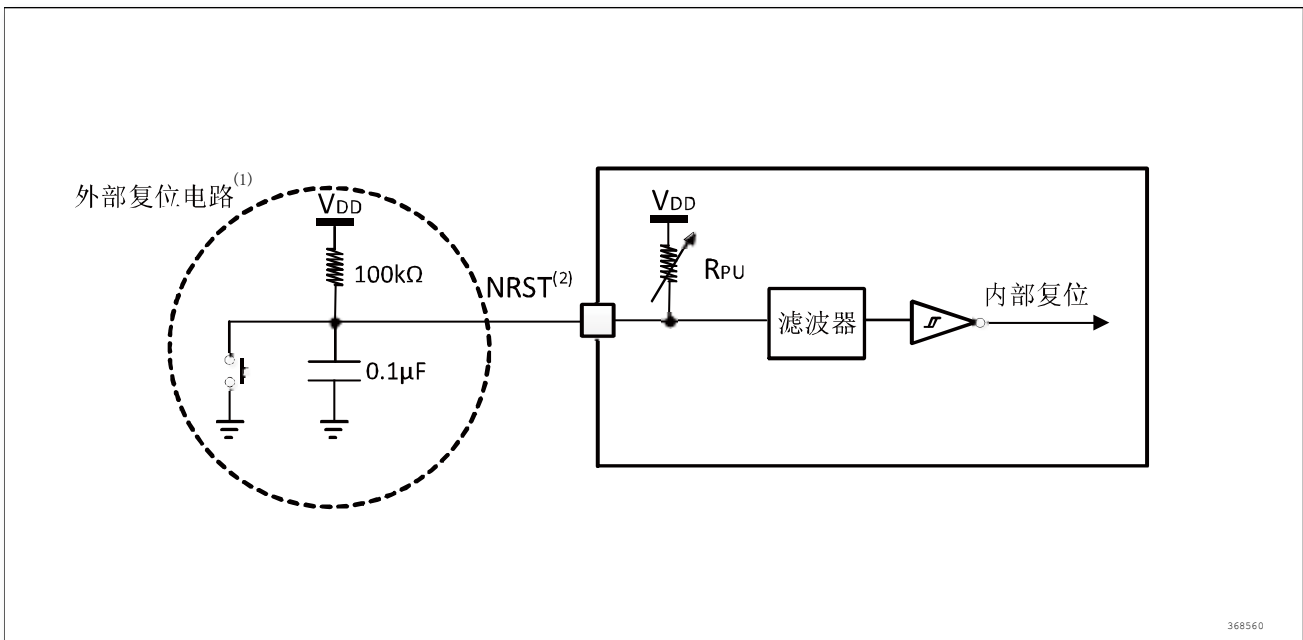 外部复位电路(1)
VDD
100kΩ
0.1μF
NRST(2)
VDD
RPU
滤波器
内部复位
368560